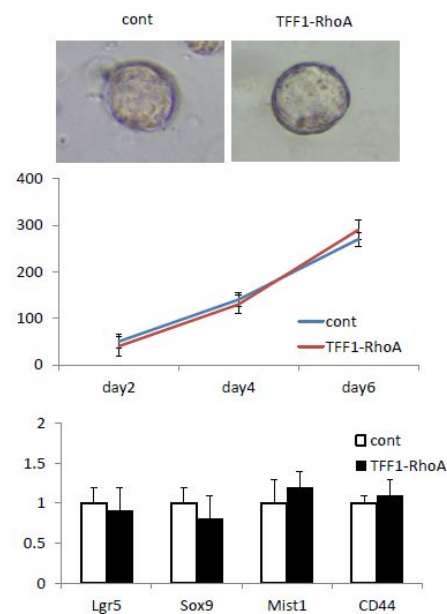 cont TFF1-RhoA
400
300
200
100
0
cont
TFF1-RhoA
day2 day4 day6
2
1.5
1
0.5
0
cont
TFF1-RhoA
Lgr5 Sox9 Mist1 CD44